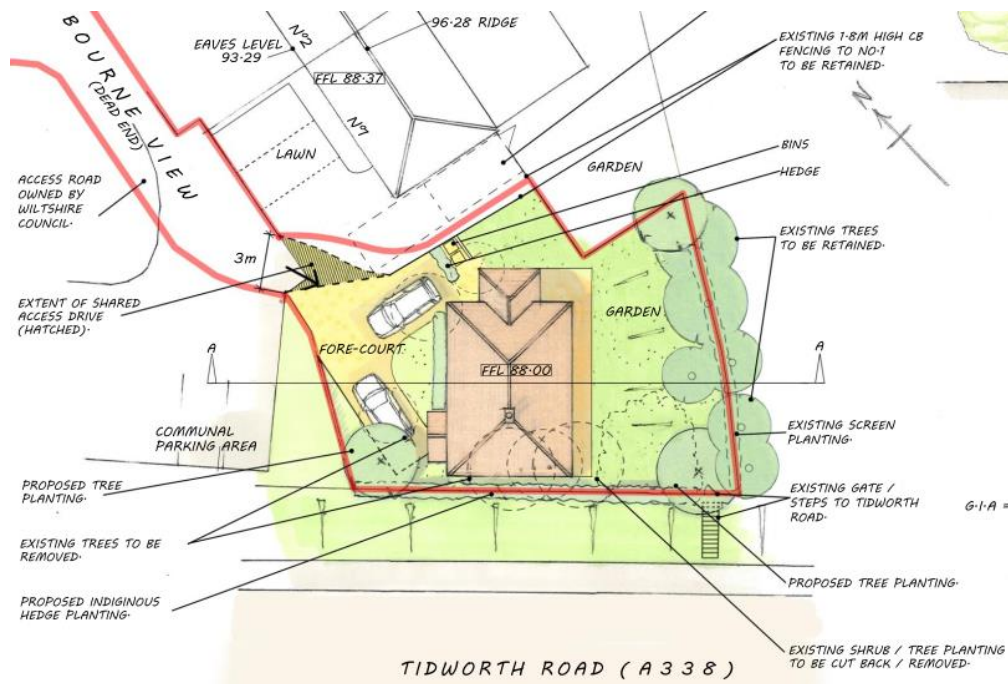 BOURNE VIEW
(DEAD END)
Nº2
EAVES LEVEL
93·29
96·28 RIDGE
FFL 88·37
Nº1
LAWN
EXISTING 1·8M HIGH CB
FENCING TO NO·1
TO BE RETAINED·
N
BINS
GARDEN
HEDGE
ACCESS ROAD
OWNED BY
WILTSHIRE
COUNCIL·
EXISTING TREES
TO BE RETAINED·
3m
EXTENT OF SHARED
ACCESS DRIVE
(HATCHED)·
GARDEN
FORE-COURT
A
FFL 88·00
A
COMMUNAL
PARKING AREA
EXISTING SCREEN
PLANTING·
PROPOSED TREE
PLANTING·
EXISTING GATE /
STEPS TO TIDWORTH
ROAD·
G·I·A =
EXISTING TREES TO BE
REMOVED·
PROPOSED TREE PLANTING·
PROPOSED INDIGINOUS
HEDGE PLANTING·
EXISTING SHRUB / TREE PLANTING
TO BE CUT BACK / REMOVED·
TIDWORTH ROAD (A338)